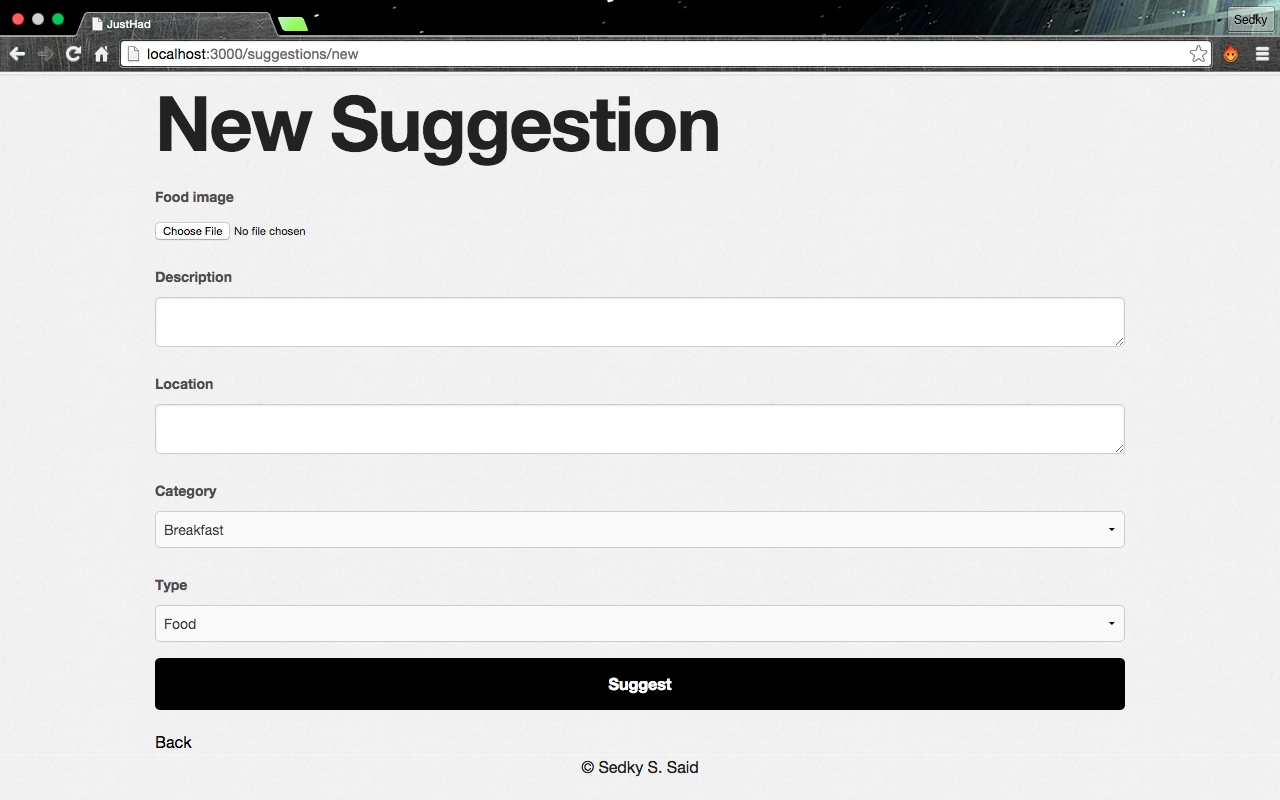 JustHad
Sedky
localhost:3000/suggestions/new
New Suggestion
Food image
Choose File No file chosen
Description
Location
Category
Breakfast
Type
Food
Suggest
Back
© Sedky S. Said